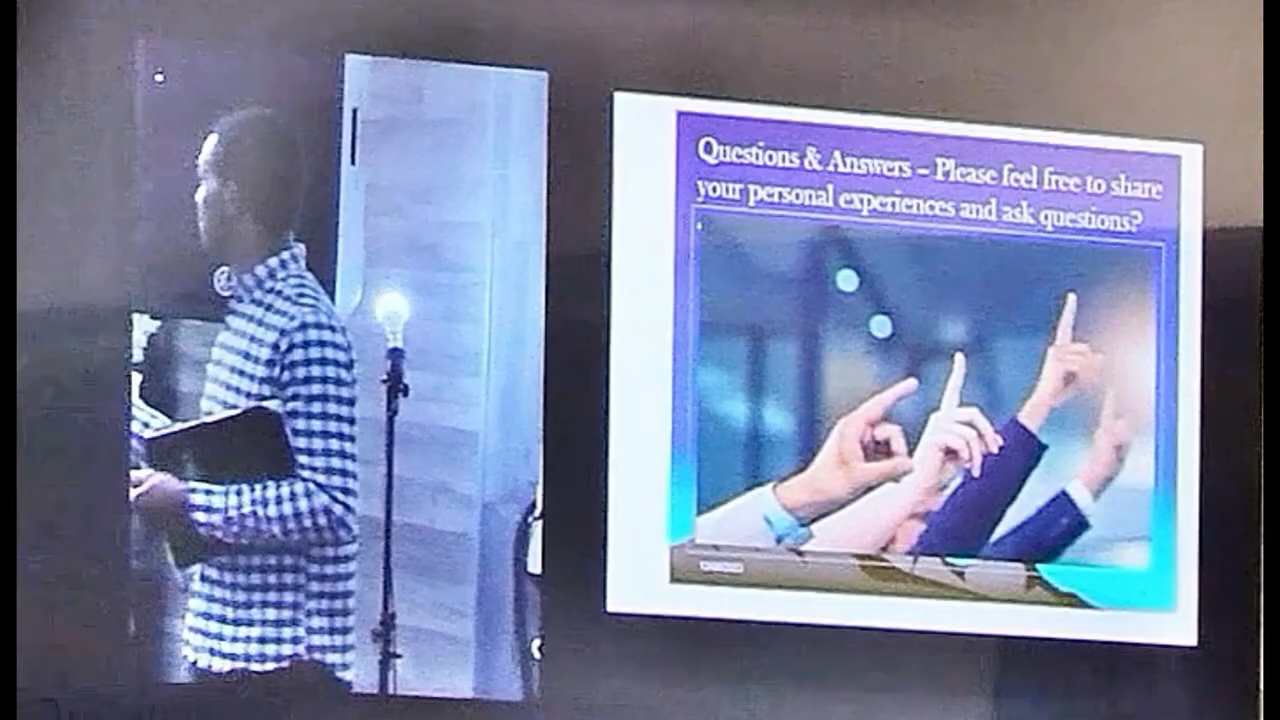 Questions & Answers – Please feel free to share
your personal experiences and ask questions?